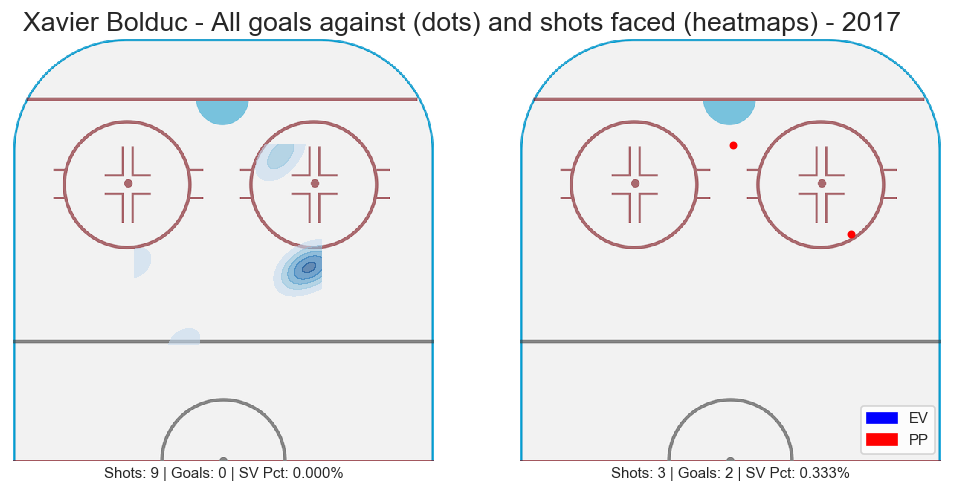 Xavier Bolduc - All goals against (dots) and shots faced (heatmaps) - 2017
EV
PP
Shots: 9 | Goals: 0 | SV Pct: 0.000%
Shots: 3 | Goals: 2 | SV Pct: 0.333%